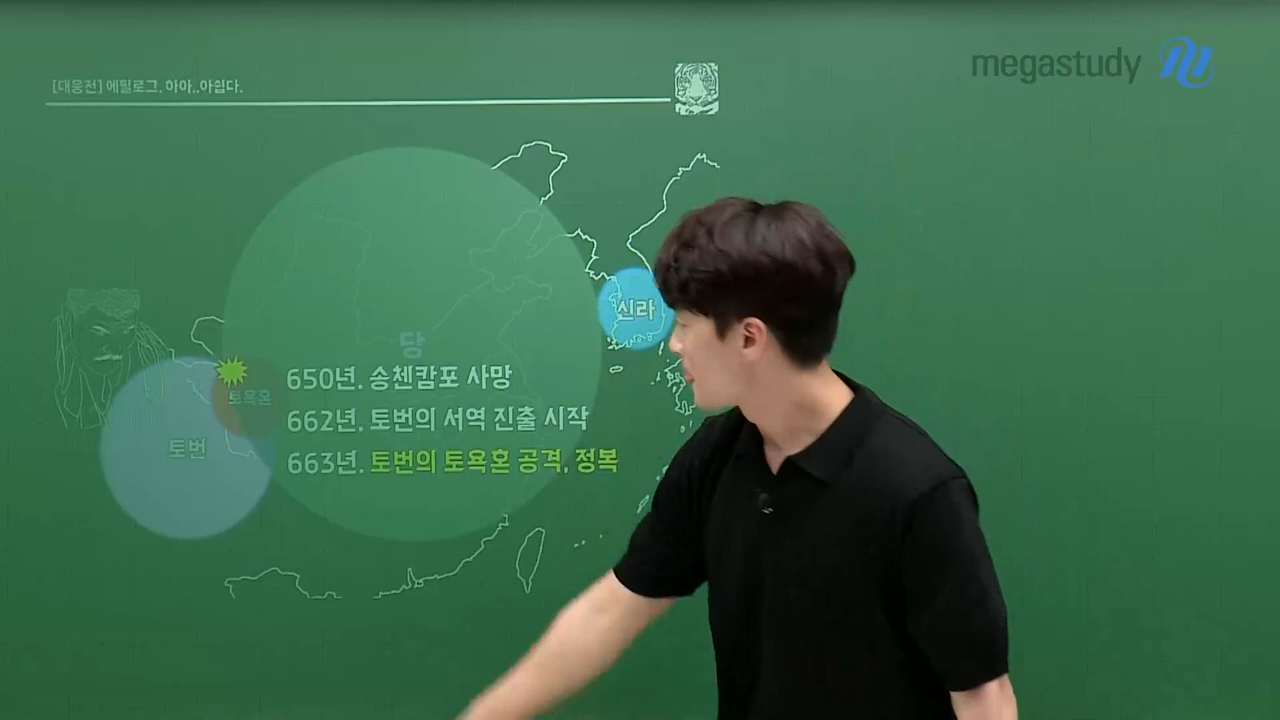 megastudy
[대웅전] 에필로그. 하아..아쉽다.
신라
당
650년. 송첸캄포 사망
토욕혼
662년. 토번의 서역 진출 시작
토번
663년. 토번의 토욕혼 공격, 정복